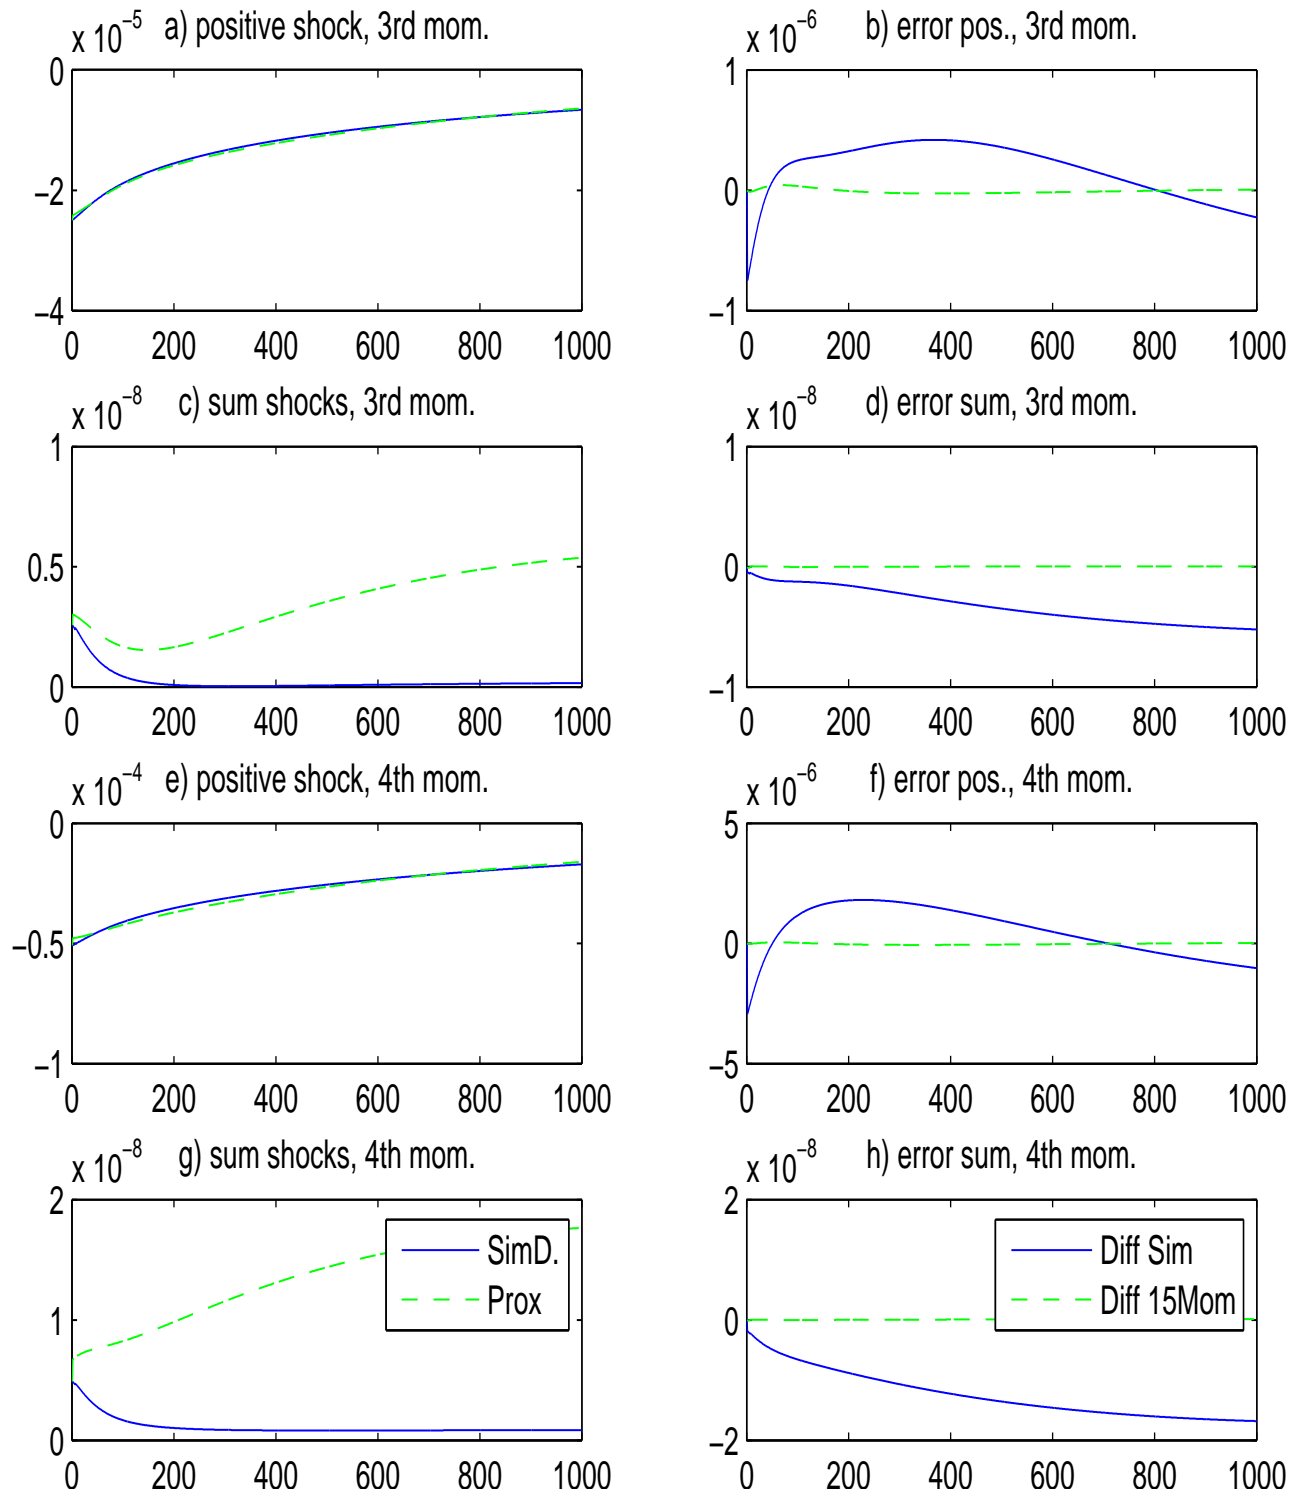 x 10⁻⁵ a) positive shock, 3rd mom.
0
−2
−4
0 200 400 600 800 1000
x 10⁻⁶ b) error pos., 3rd mom.
1
0
−1
0 200 400 600 800 1000
x 10⁻⁸ c) sum shocks, 3rd mom.
1
0.5
0
0 200 400 600 800 1000
x 10⁻⁸ d) error sum, 3rd mom.
1
0
−1
0 200 400 600 800 1000
x 10⁻⁴ e) positive shock, 4th mom.
0
−0.5
−1
0 200 400 600 800 1000
x 10⁻⁶ f) error pos., 4th mom.
5
0
−5
0 200 400 600 800 1000
x 10⁻⁸ g) sum shocks, 4th mom.
2
1
0
SimD.
Prox
0 200 400 600 800 1000
x 10⁻⁸ h) error sum, 4th mom.
2
0
−2
Diff Sim
Diff 15Mom
0 200 400 600 800 1000